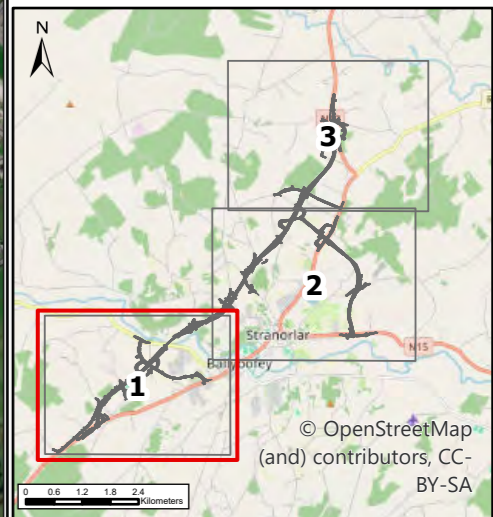 N
3
2
1
Stranorlar
Ballybofey
N15
© OpenStreetMap
(and) contributors, CC-
BY-SA
0 0.6 1.2 1.8 2.4
Kilometers